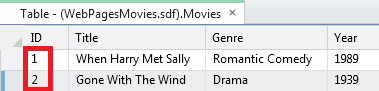 Table - (WebPagesMovies.sdf).Movies ×
ID Title Genre Year
1 When Harry Met Sally Romantic Comedy 1989
2 Gone With The Wind Drama 1939